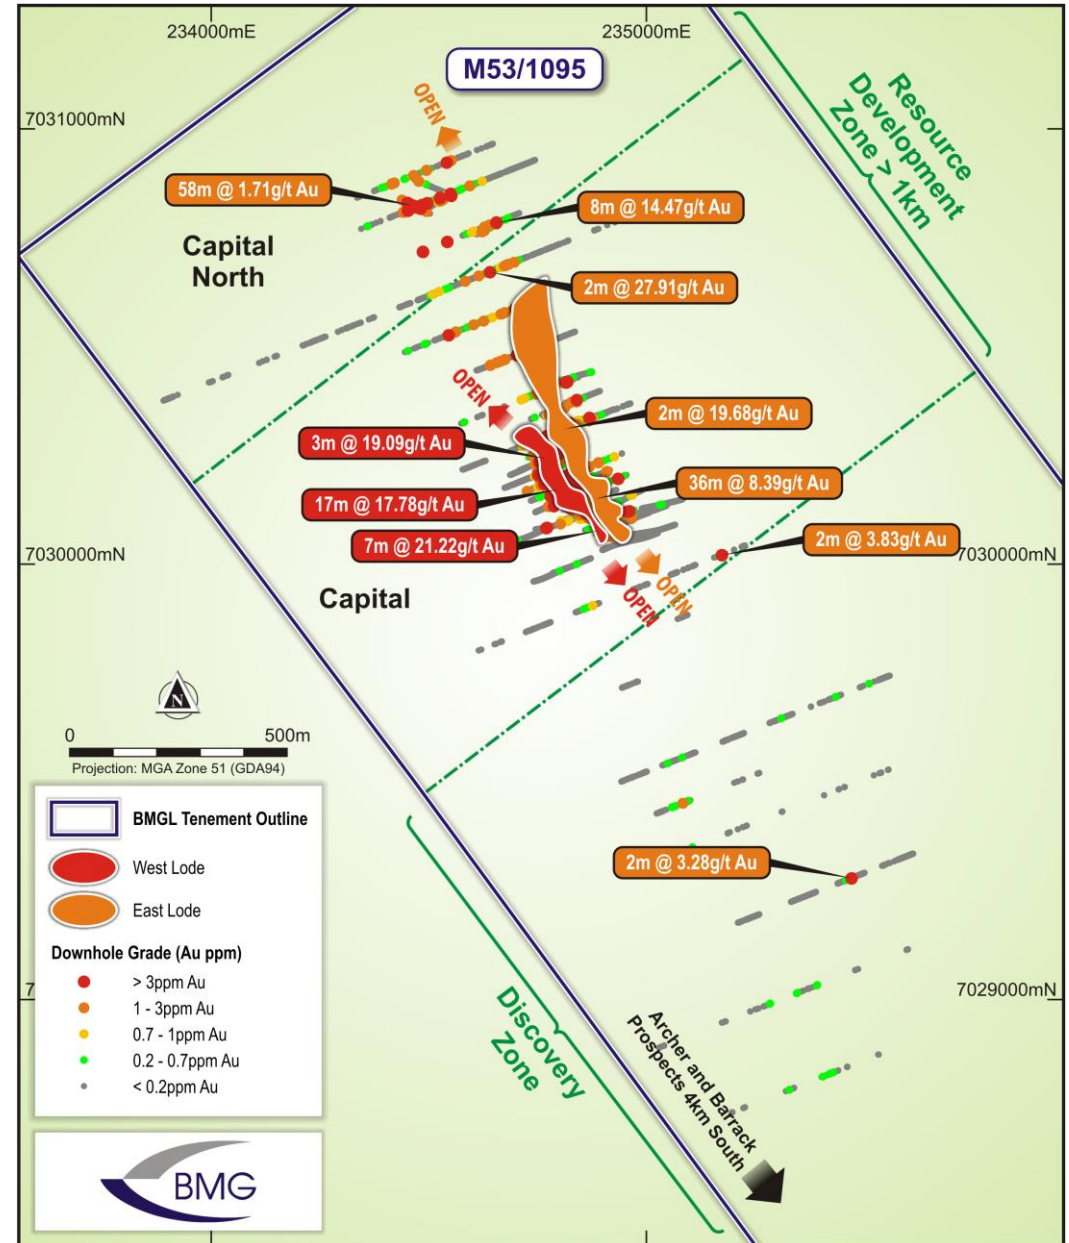 234000mE
235000mE
M53/1095
7031000mN
OPEN
Resource
Development
Zone > 1km
58m @ 1.71g/t Au
8m @ 14.47g/t Au
Capital
North
2m @ 27.91g/t Au
OPEN
2m @ 19.68g/t Au
3m @ 19.09g/t Au
36m @ 8.39g/t Au
17m @ 17.78g/t Au
7m @ 21.22g/t Au
2m @ 3.83g/t Au
7030000mN
7030000mN
OPEN
OPEN
Capital
N
0
500m
Projection: MGA Zone 51 (GDA94)
BMGL Tenement Outline
West Lode
East Lode
Downhole Grade (Au ppm)
> 3ppm Au
1 - 3ppm Au
0.7 - 1ppm Au
0.2 - 0.7ppm Au
< 0.2ppm Au
2m @ 3.28g/t Au
7
7029000mN
Discovery
Zone
Archer and Barrack
Prospects 4km South
BMG